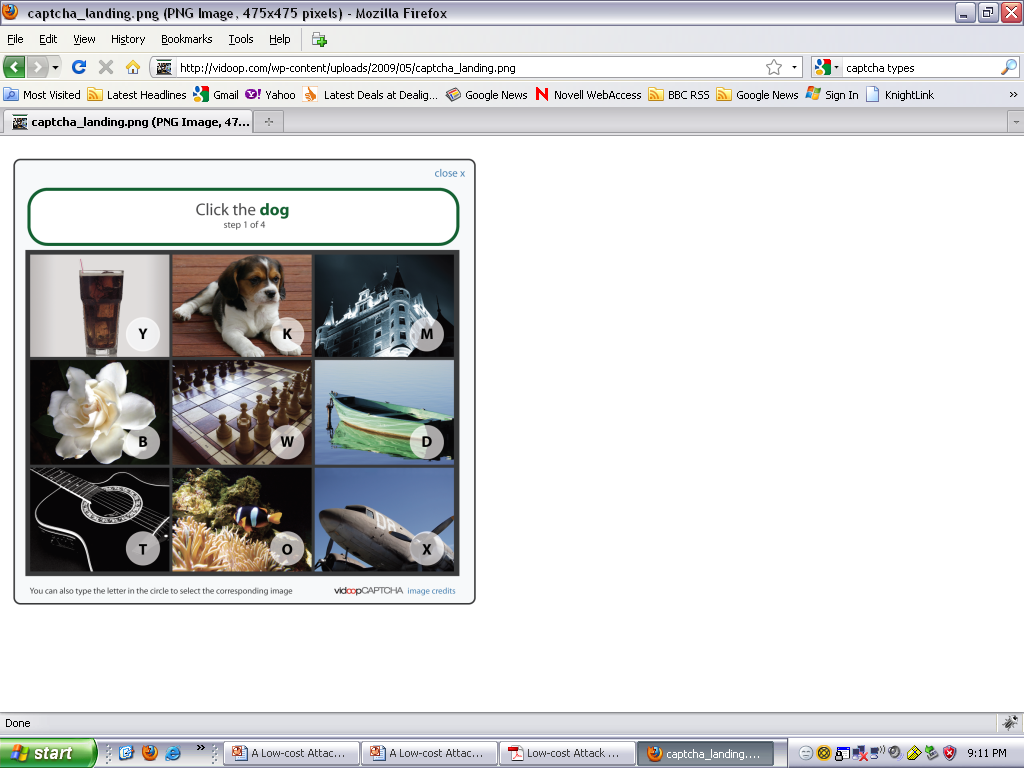 captcha_landing.png (PNG Image, 475x475 pixels) - Mozilla Firefox
File Edit View History Bookmarks Tools Help
http://vidoop.com/wp-content/uploads/2009/05/captcha_landing.png captcha types
Most Visited Latest Headlines Gmail Yahoo Latest Deals at Dealig... Google News Novell WebAccess BBC RSS Google News Sign In KnightLink »
captcha_landing.png (PNG Image, 47...
close x
Click the dog
step 1 of 4
Y K M
B W D
T O X
You can also type the letter in the circle to select the corresponding image vidoopCAPTCHA image credits
Done
start » A Low-cost Attac... A Low-cost Attac... Low-cost Attack ... captcha_landing.... 9:11 PM